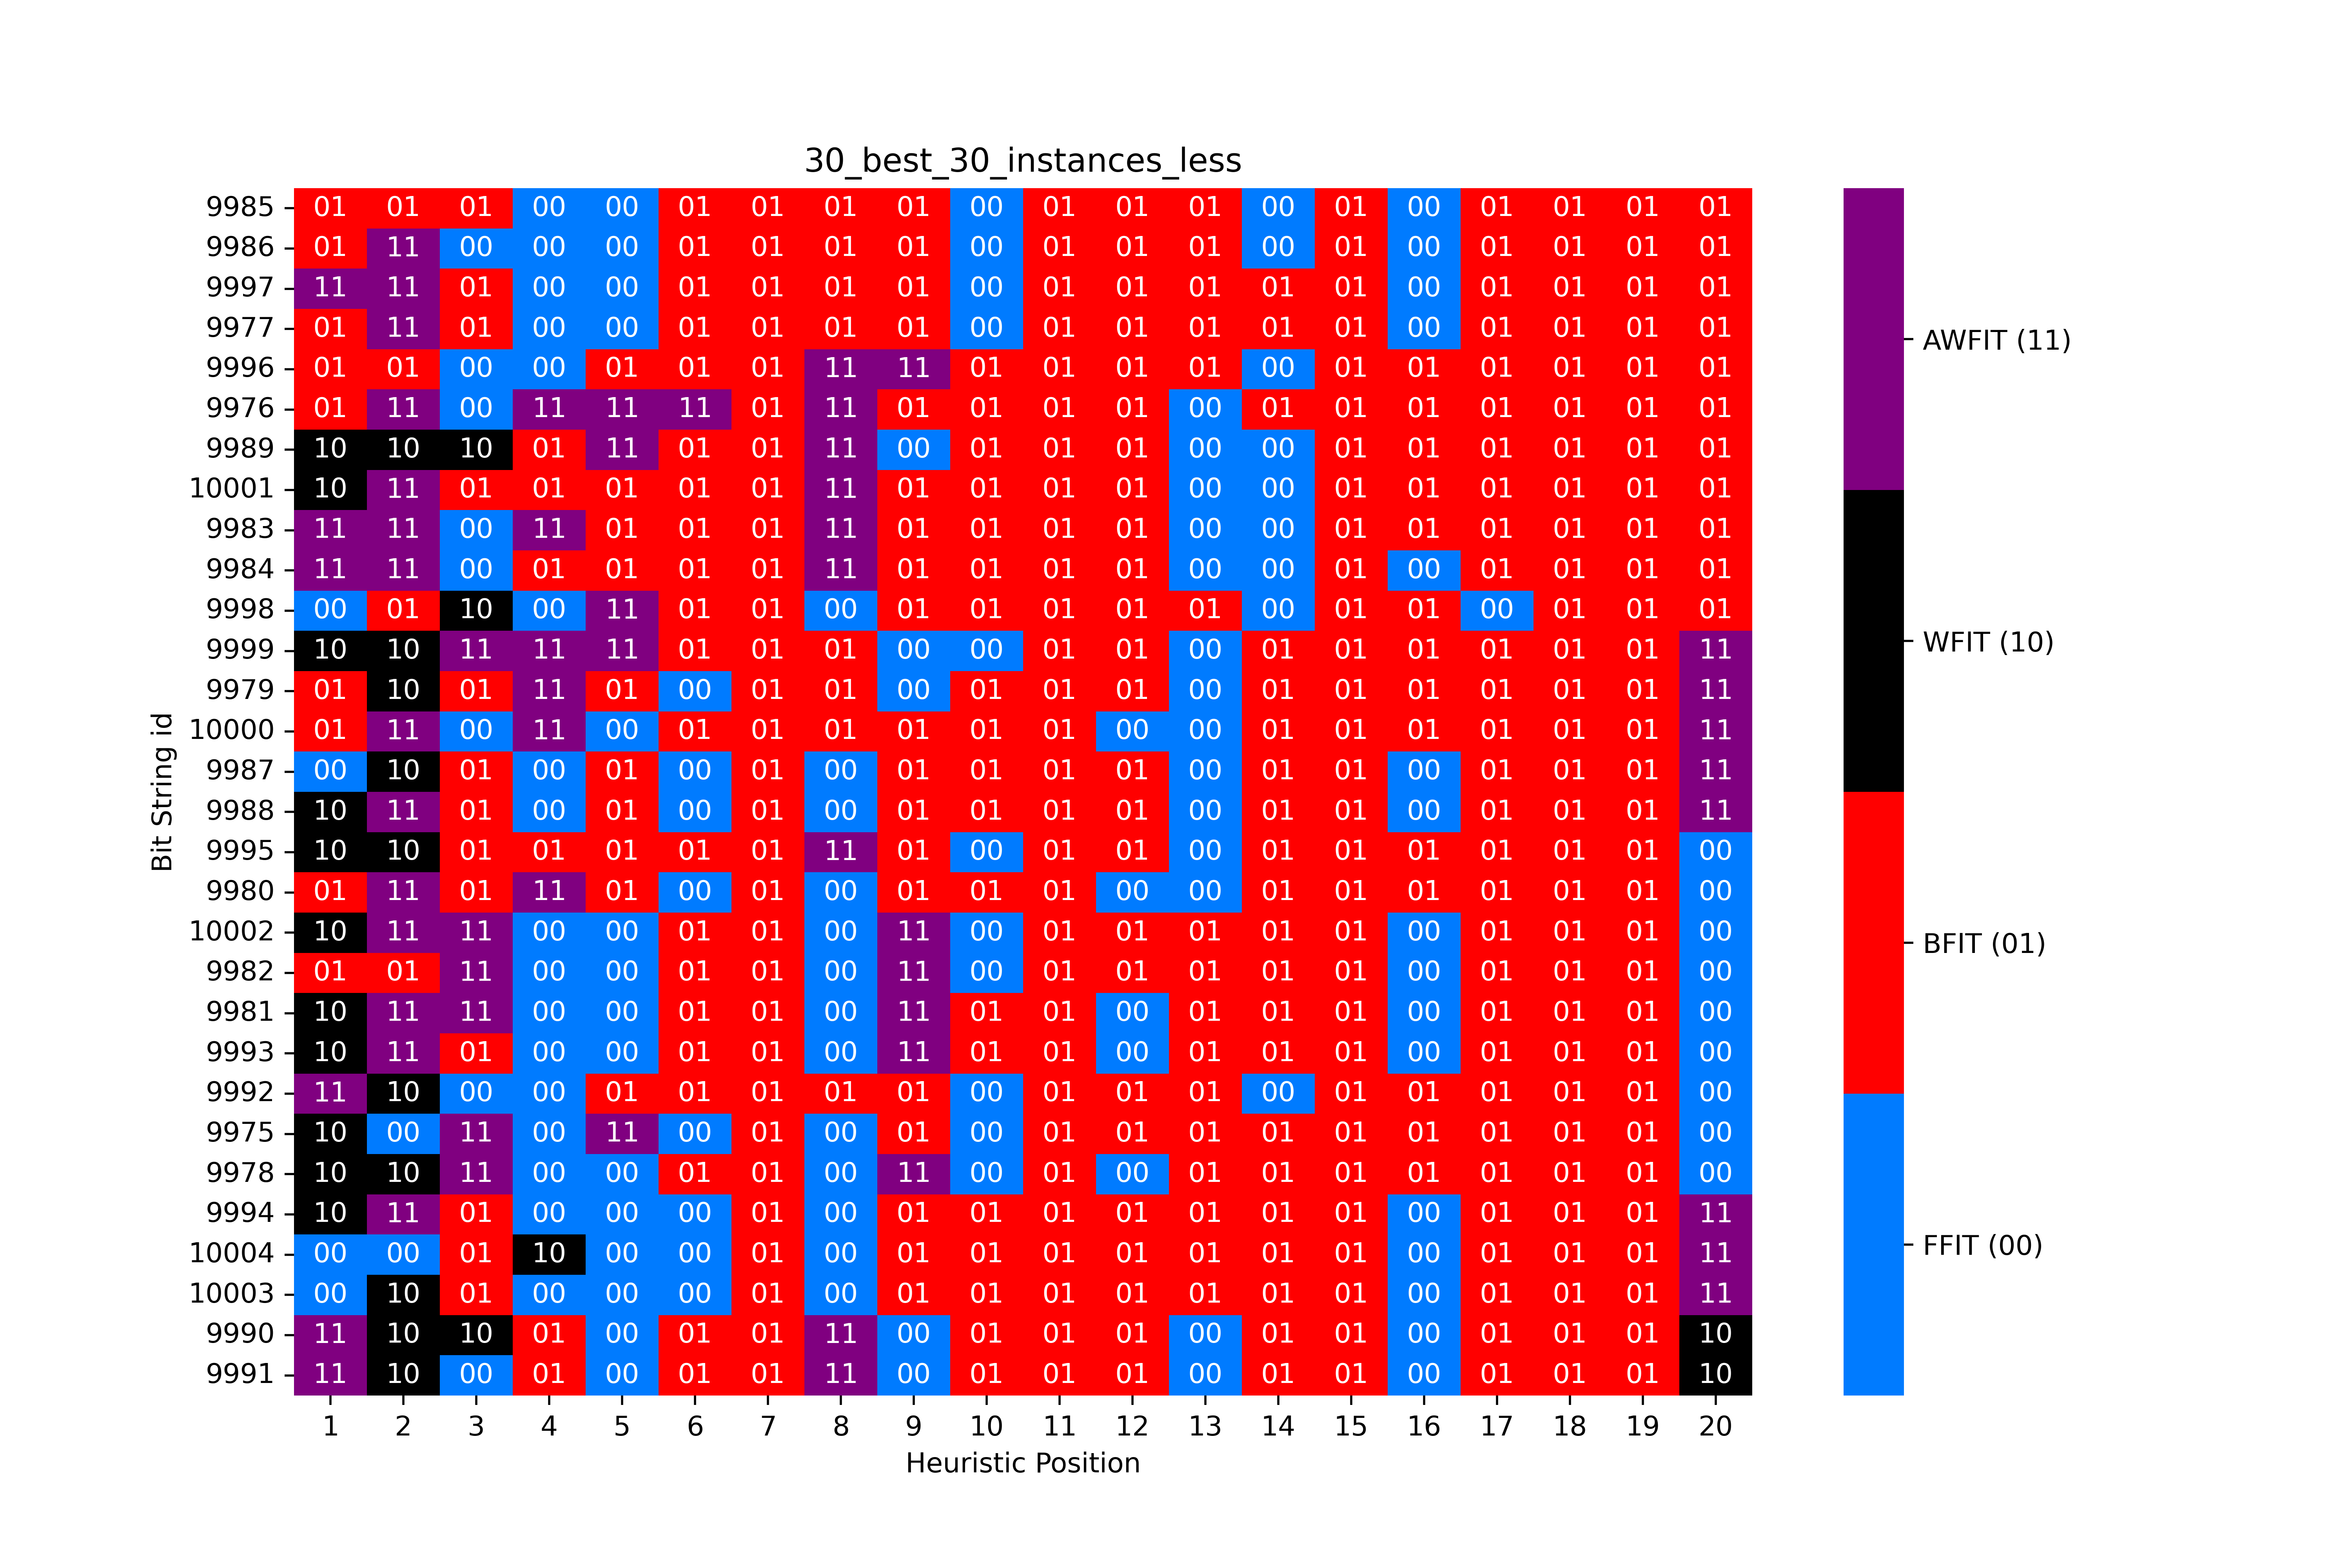 30_best_30_instances_less
9985 01 01 01 00 00 01 01 01 01 00 01 01 01 00 01 00 01 01 01 01
9986 01 11 00 00 00 01 01 01 01 00 01 01 01 00 01 00 01 01 01 01
9997 11 11 01 00 00 01 01 01 01 00 01 01 01 01 01 00 01 01 01 01
9977 01 11 01 00 00 01 01 01 01 00 01 01 01 01 01 00 01 01 01 01
9996 01 01 00 00 01 01 01 11 11 01 01 01 01 00 01 01 01 01 01 01
9976 01 11 00 11 11 11 01 11 01 01 01 01 00 01 01 01 01 01 01 01
9989 10 10 10 01 11 01 01 11 00 01 01 01 00 00 01 01 01 01 01 01
10001 10 11 01 01 01 01 01 11 01 01 01 01 00 00 01 01 01 01 01 01
9983 11 11 00 11 01 01 01 11 01 01 01 01 00 00 01 01 01 01 01 01
9984 11 11 00 01 01 01 01 11 01 01 01 01 00 00 01 00 01 01 01 01
9998 00 01 10 00 11 01 01 00 01 01 01 01 01 00 01 01 00 01 01 01
9999 10 10 11 11 11 01 01 01 00 00 01 01 00 01 01 01 01 01 01 11
9979 01 10 01 11 01 00 01 01 00 01 01 01 00 01 01 01 01 01 01 11
10000 01 11 00 11 00 01 01 01 01 01 01 00 00 01 01 01 01 01 01 11
9987 00 10 01 00 01 00 01 00 01 01 01 01 00 01 01 00 01 01 01 11
9988 10 11 01 00 01 00 01 00 01 01 01 01 00 01 01 00 01 01 01 11
9995 10 10 01 01 01 01 01 11 01 00 01 01 00 01 01 01 01 01 01 00
9980 01 11 01 11 01 00 01 00 01 01 01 00 00 01 01 01 01 01 01 00
10002 10 11 11 00 00 01 01 00 11 00 01 01 01 01 01 00 01 01 01 00
9982 01 01 11 00 00 01 01 00 11 00 01 01 01 01 01 00 01 01 01 00
9981 10 11 11 00 00 01 01 00 11 01 01 00 01 01 01 00 01 01 01 00
9993 10 11 01 00 00 01 01 00 11 01 01 00 01 01 01 00 01 01 01 00
9992 11 10 00 00 01 01 01 01 01 00 01 01 01 00 01 01 01 01 01 00
9975 10 00 11 00 11 00 01 00 01 00 01 01 01 01 01 01 01 01 01 00
9978 10 10 11 00 00 01 01 00 11 00 01 00 01 01 01 01 01 01 01 00
9994 10 11 01 00 00 00 01 00 01 01 01 01 01 01 01 00 01 01 01 11
10004 00 00 01 10 00 00 01 00 01 01 01 01 01 01 01 00 01 01 01 11
10003 00 10 01 00 00 00 01 00 01 01 01 01 01 01 01 00 01 01 01 11
9990 11 10 10 01 00 01 01 11 00 01 01 01 00 01 01 00 01 01 01 10
9991 11 10 00 01 00 01 01 11 00 01 01 01 00 01 01 00 01 01 01 10
1 2 3 4 5 6 7 8 9 10 11 12 13 14 15 16 17 18 19 20
Heuristic Position
Bit String id
AWFIT (11)
WFIT (10)
BFIT (01)
FFIT (00)